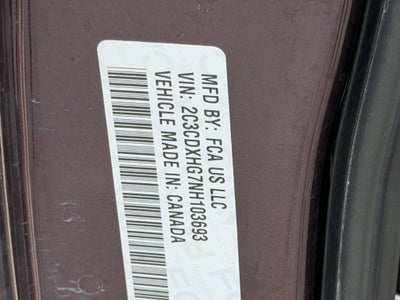 MFD BY: FCA US LLC
VIN: 2C3CDXHG7NH103693
VEHICLE MADE IN: CANADA